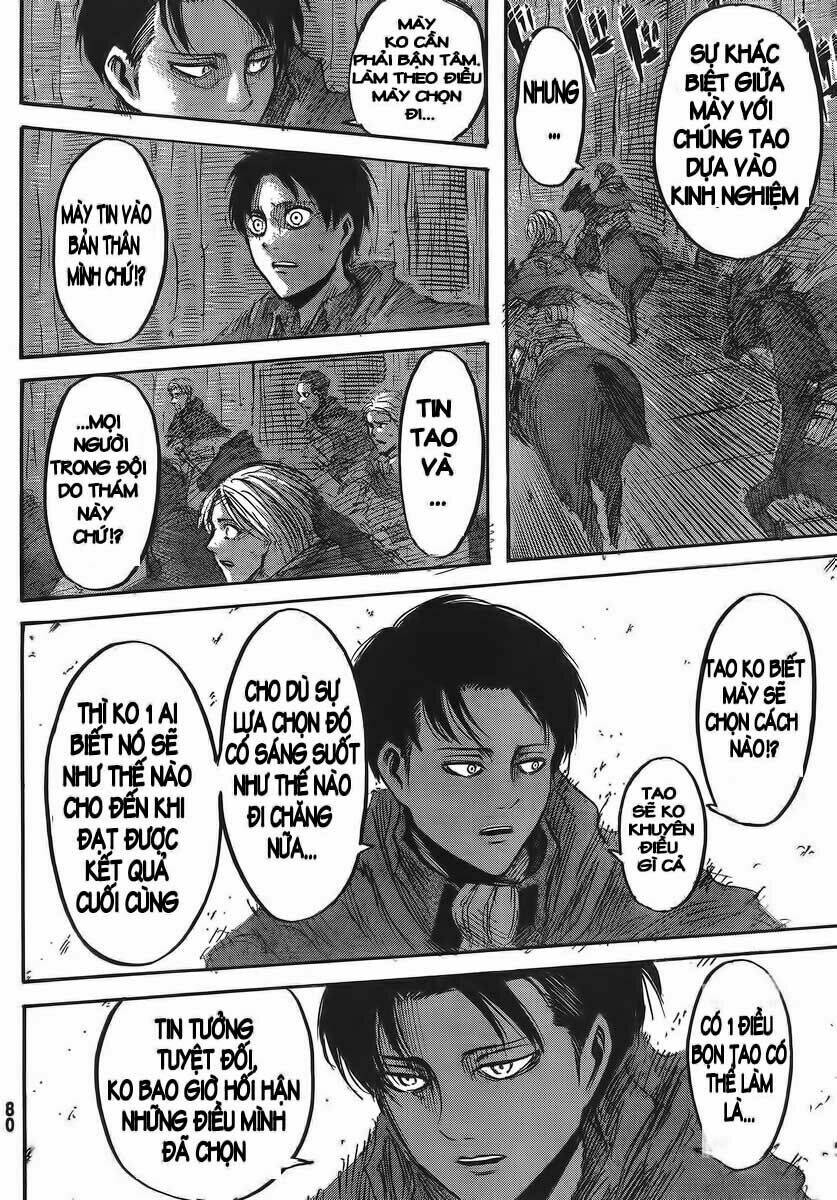 SỰ KHÁC
BIỆT GIỮA
MÀY VỚI
CHÚNG TAO
DỰA VÀO
KINH NGHIỆM
NHƯNG
...
MÀY
KO CẦN
PHẢI BẬN TÂM.
LÀM THEO ĐIỀU
MÀY CHỌN
ĐI...
MÀY TIN VÀO
BẢN THÂN
MÌNH CHỨ!?
TIN
TAO
VÀ
...
...MỌI
NGƯỜI
TRONG ĐỘI
DO THÁM
NÀY
CHỨ!?
TAO KO BIẾT
MÀY SẼ
CHỌN CÁCH
NÀO!?
TAO
SẼ KO
KHUYÊN
ĐIỀU
GÌ CẢ
CHO DÙ SỰ
LỰA CHỌN ĐÓ
CÓ SÁNG SUỐT
NHƯ THẾ NÀO
ĐI CHĂNG
NỮA...
THÌ KO 1 AI
BIẾT NÓ SẼ
NHƯ THẾ NÀO
CHO ĐẾN KHI
ĐẠT ĐƯỢC
KẾT QUẢ
CUỐI CÙNG
CÓ 1 ĐIỀU
BỌN TAO CÓ
THỂ LÀM
LÀ...
TIN TƯỞNG
TUYỆT ĐỐI,
KO BAO GIỜ HỐI HẬN
NHỮNG ĐIỀU MÌNH
ĐÃ CHỌN
80